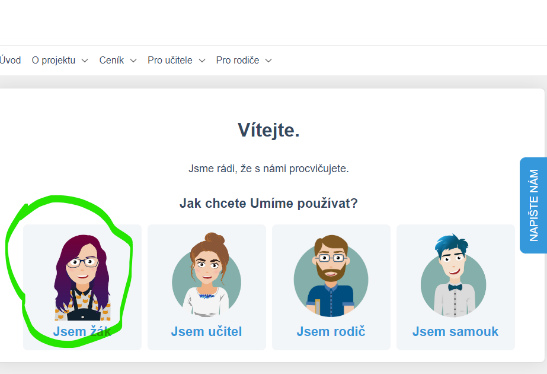 Úvod O projektu Ceník Pro učitele Pro rodiče
Vítejte.
Jsme rádi, že s námi procvičujete.
Jak chcete Umíme používat?
Jsem žák Jsem učitel Jsem rodič Jsem samouk
NAPIŠTE NÁM